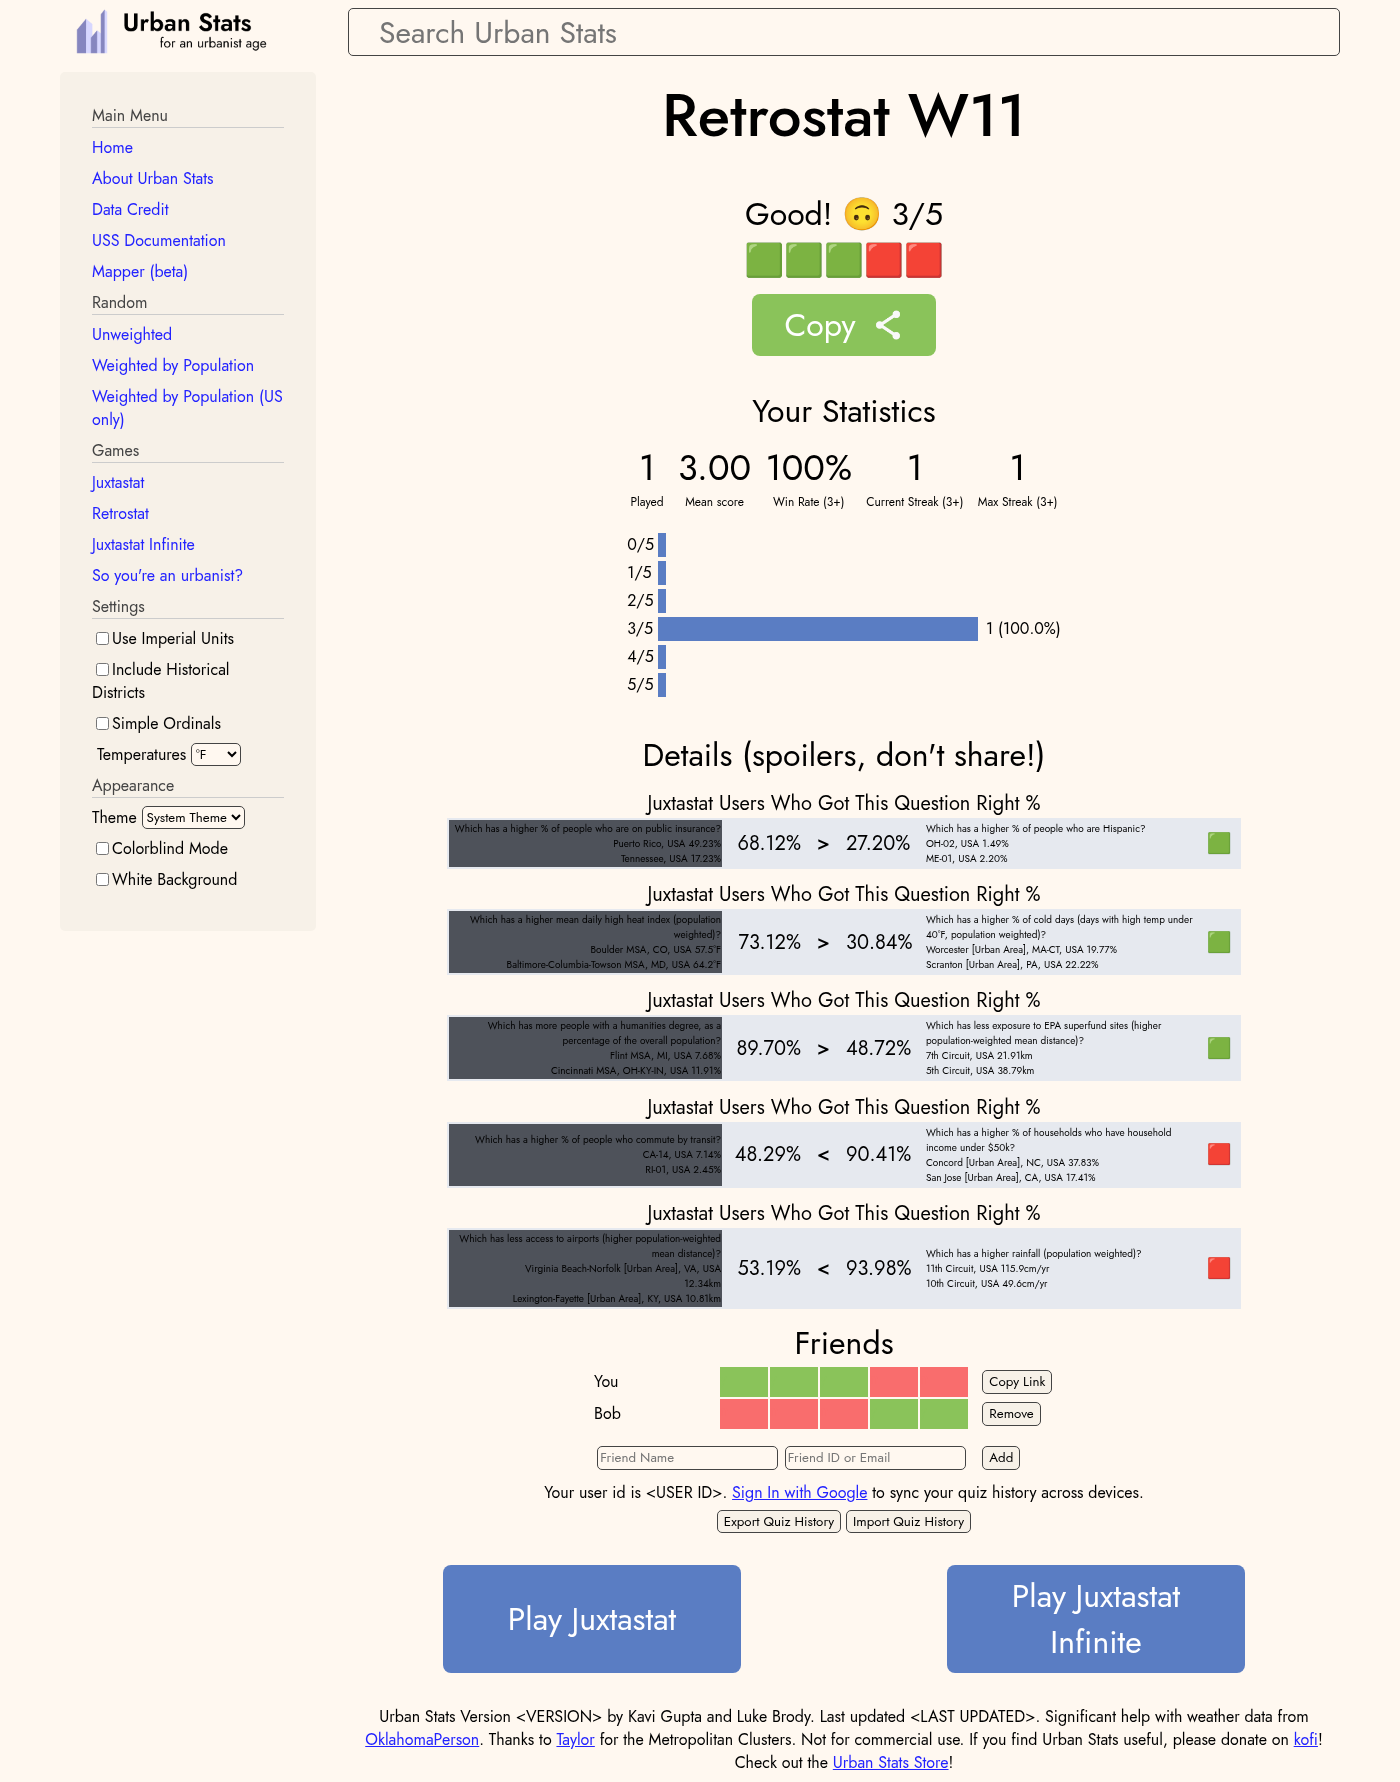 Urban Stats
for an urbanist age
Search Urban Stats
Main Menu
Home
About Urban Stats
Data Credit
USS Documentation
Mapper (beta)
Random
Unweighted
Weighted by Population
Weighted by Population (US
only)
Games
Juxtastat
Retrostat
Juxtastat Infinite
So you're an urbanist?
Settings
Use Imperial Units
Include Historical
Districts
Simple Ordinals
Temperatures °F
Appearance
Theme System Theme
Colorblind Mode
White Background
Retrostat W11
Good! 🙃 3/5
🟩🟩🟩🟥🟥
Copy
Your Statistics
1 3.00 100% 1 1
Played Mean score Win Rate (3+) Current Streak (3+) Max Streak (3+)
0/5
1/5
2/5
3/5 1 (100.0%)
4/5
5/5
Details (spoilers, don't share!)
Juxtastat Users Who Got This Question Right %
Which has a higher % of people who are on public insurance?
Puerto Rico, USA 49.23%
Tennessee, USA 17.23%
68.12% > 27.20%
Which has a higher % of people who are Hispanic?
OH-02, USA 1.49%
ME-01, USA 2.20%
🟩
Juxtastat Users Who Got This Question Right %
Which has a higher mean daily high heat index (population
weighted)?
Boulder MSA, CO, USA 57.5°F
Baltimore-Columbia-Towson MSA, MD, USA 64.2°F
73.12% > 30.84%
Which has a higher % of cold days (days with high temp under
40°F, population weighted)?
Worcester [Urban Area], MA-CT, USA 19.77%
Scranton [Urban Area], PA, USA 22.22%
🟩
Juxtastat Users Who Got This Question Right %
Which has more people with a humanities degree, as a
percentage of the overall population?
Flint MSA, MI, USA 7.68%
Cincinnati MSA, OH-KY-IN, USA 11.91%
89.70% > 48.72%
Which has less exposure to EPA superfund sites (higher
population-weighted mean distance)?
7th Circuit, USA 21.91km
5th Circuit, USA 38.79km
🟩
Juxtastat Users Who Got This Question Right %
Which has a higher % of people who commute by transit?
CA-14, USA 7.14%
RI-01, USA 2.45%
48.29% < 90.41%
Which has a higher % of households who have household
income under $50k?
Concord [Urban Area], NC, USA 37.83%
San Jose [Urban Area], CA, USA 17.41%
🟥
Juxtastat Users Who Got This Question Right %
Which has less access to airports (higher population-weighted
mean distance)?
Virginia Beach-Norfolk [Urban Area], VA, USA
12.34km
Lexington-Fayette [Urban Area], KY, USA 10.81km
53.19% < 93.98%
Which has a higher rainfall (population weighted)?
11th Circuit, USA 115.9cm/yr
10th Circuit, USA 49.6cm/yr
🟥
Friends
You Copy Link
Bob Remove
Friend Name Friend ID or Email Add
Your user id is <USER ID>. Sign In with Google to sync your quiz history across devices.
Export Quiz History Import Quiz History
Play Juxtastat
Play Juxtastat
Infinite
Urban Stats Version <VERSION> by Kavi Gupta and Luke Brody. Last updated <LAST UPDATED>. Significant help with weather data from
OklahomaPerson. Thanks to Taylor for the Metropolitan Clusters. Not for commercial use. If you find Urban Stats useful, please donate on kofi!
Check out the Urban Stats Store!